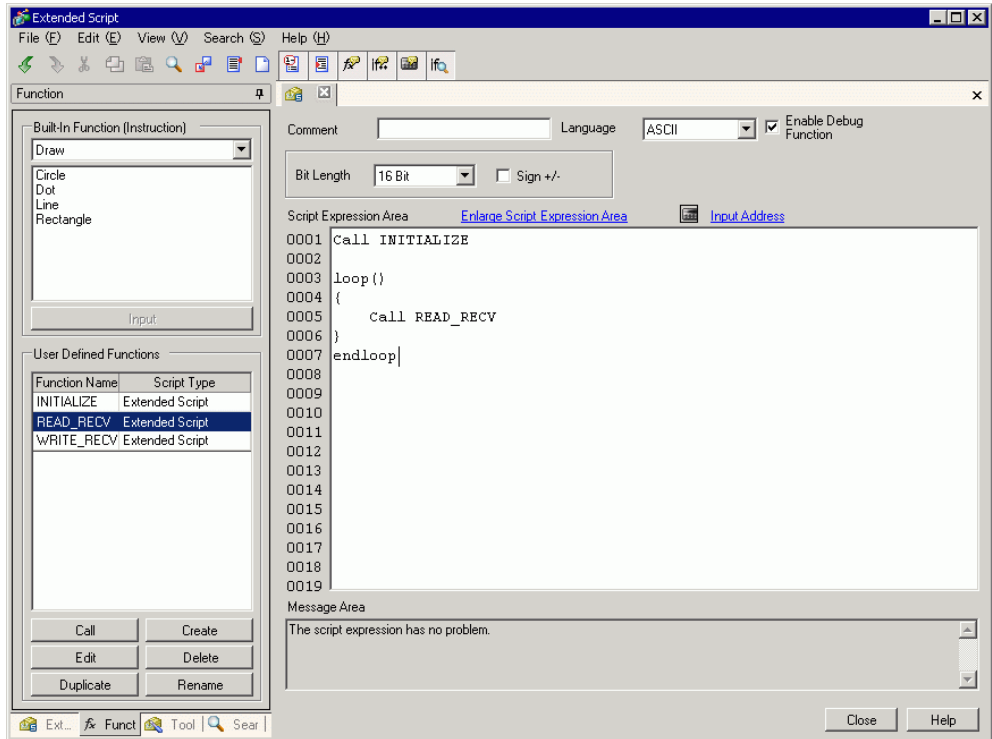 Extended Script
File (F) Edit (E) View (V) Search (S) Help (H)
Function
Built-In Function (Instruction)
Draw
Circle
Dot
Line
Rectangle
Input
User Defined Functions
Function Name Script Type
INITIALIZE Extended Script
READ_RECV Extended Script
WRITE_RECV Extended Script
Call Create
Edit Delete
Duplicate Rename
Ext... fx Funct Tool Sear
Comment Language ASCII Enable Debug
Function
Bit Length 16 Bit Sign +/-
Script Expression Area Enlarge Script Expression Area Input Address
0001 Call INITIALIZE
0002
0003 loop()
0004 {
0005 Call READ_RECV
0006 }
0007 endloop
0008
0009
0010
0011
0012
0013
0014
0015
0016
0017
0018
0019
Message Area
The script expression has no problem.
Close Help